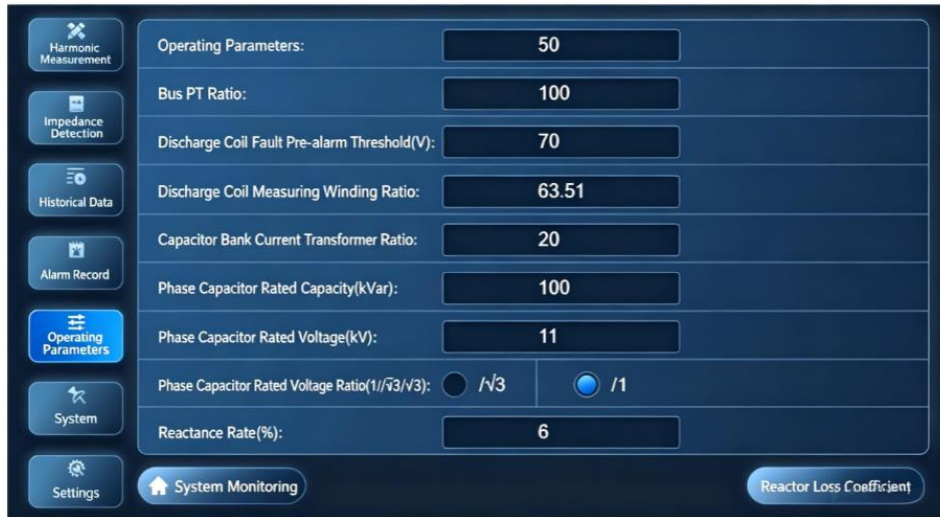 Harmonic
Measurement
Impedance
Detection
Historical Data
Alarm Record
Operating
Parameters
System
Settings
Operating Parameters: 50
Bus PT Ratio: 100
Discharge Coil Fault Pre-alarm Threshold(V): 70
Discharge Coil Measuring Winding Ratio: 63.51
Capacitor Bank Current Transformer Ratio: 20
Phase Capacitor Rated Capacity(kVar): 100
Phase Capacitor Rated Voltage(kV): 11
Phase Capacitor Rated Voltage Ratio(1//√3/√3): /√3 /1
Reactance Rate(%): 6
System Monitoring
Reactor Loss Coefficient